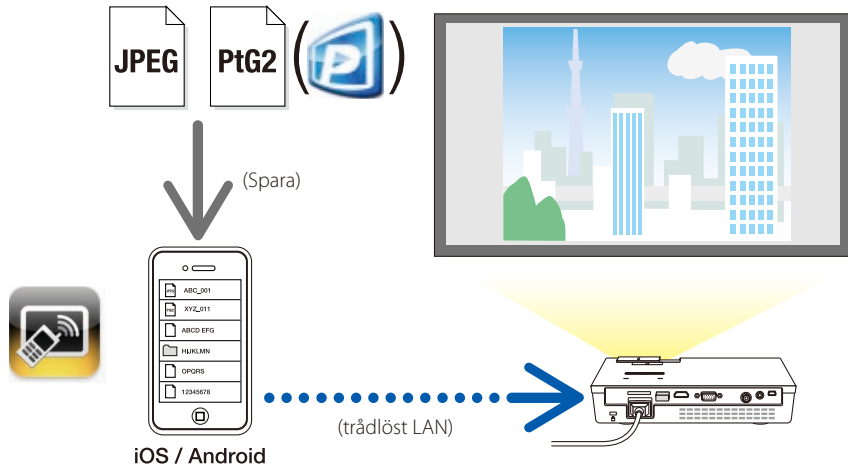 JPEG
PtG2
(P)
(Spara)
ABC_001
XYZ_011
ABCD EFG
HIJKLMN
OPQRS
12345678
(trådlöst LAN)
iOS / Android